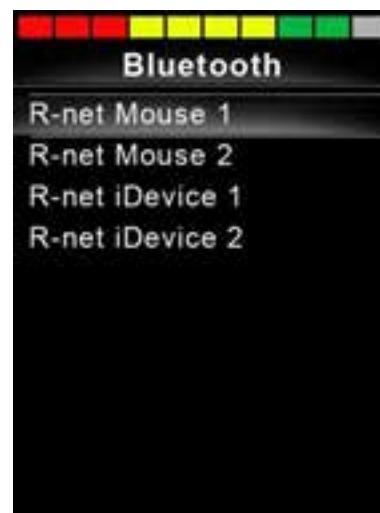 Bluetooth
R-net Mouse 1
R-net Mouse 2
R-net iDevice 1
R-net iDevice 2